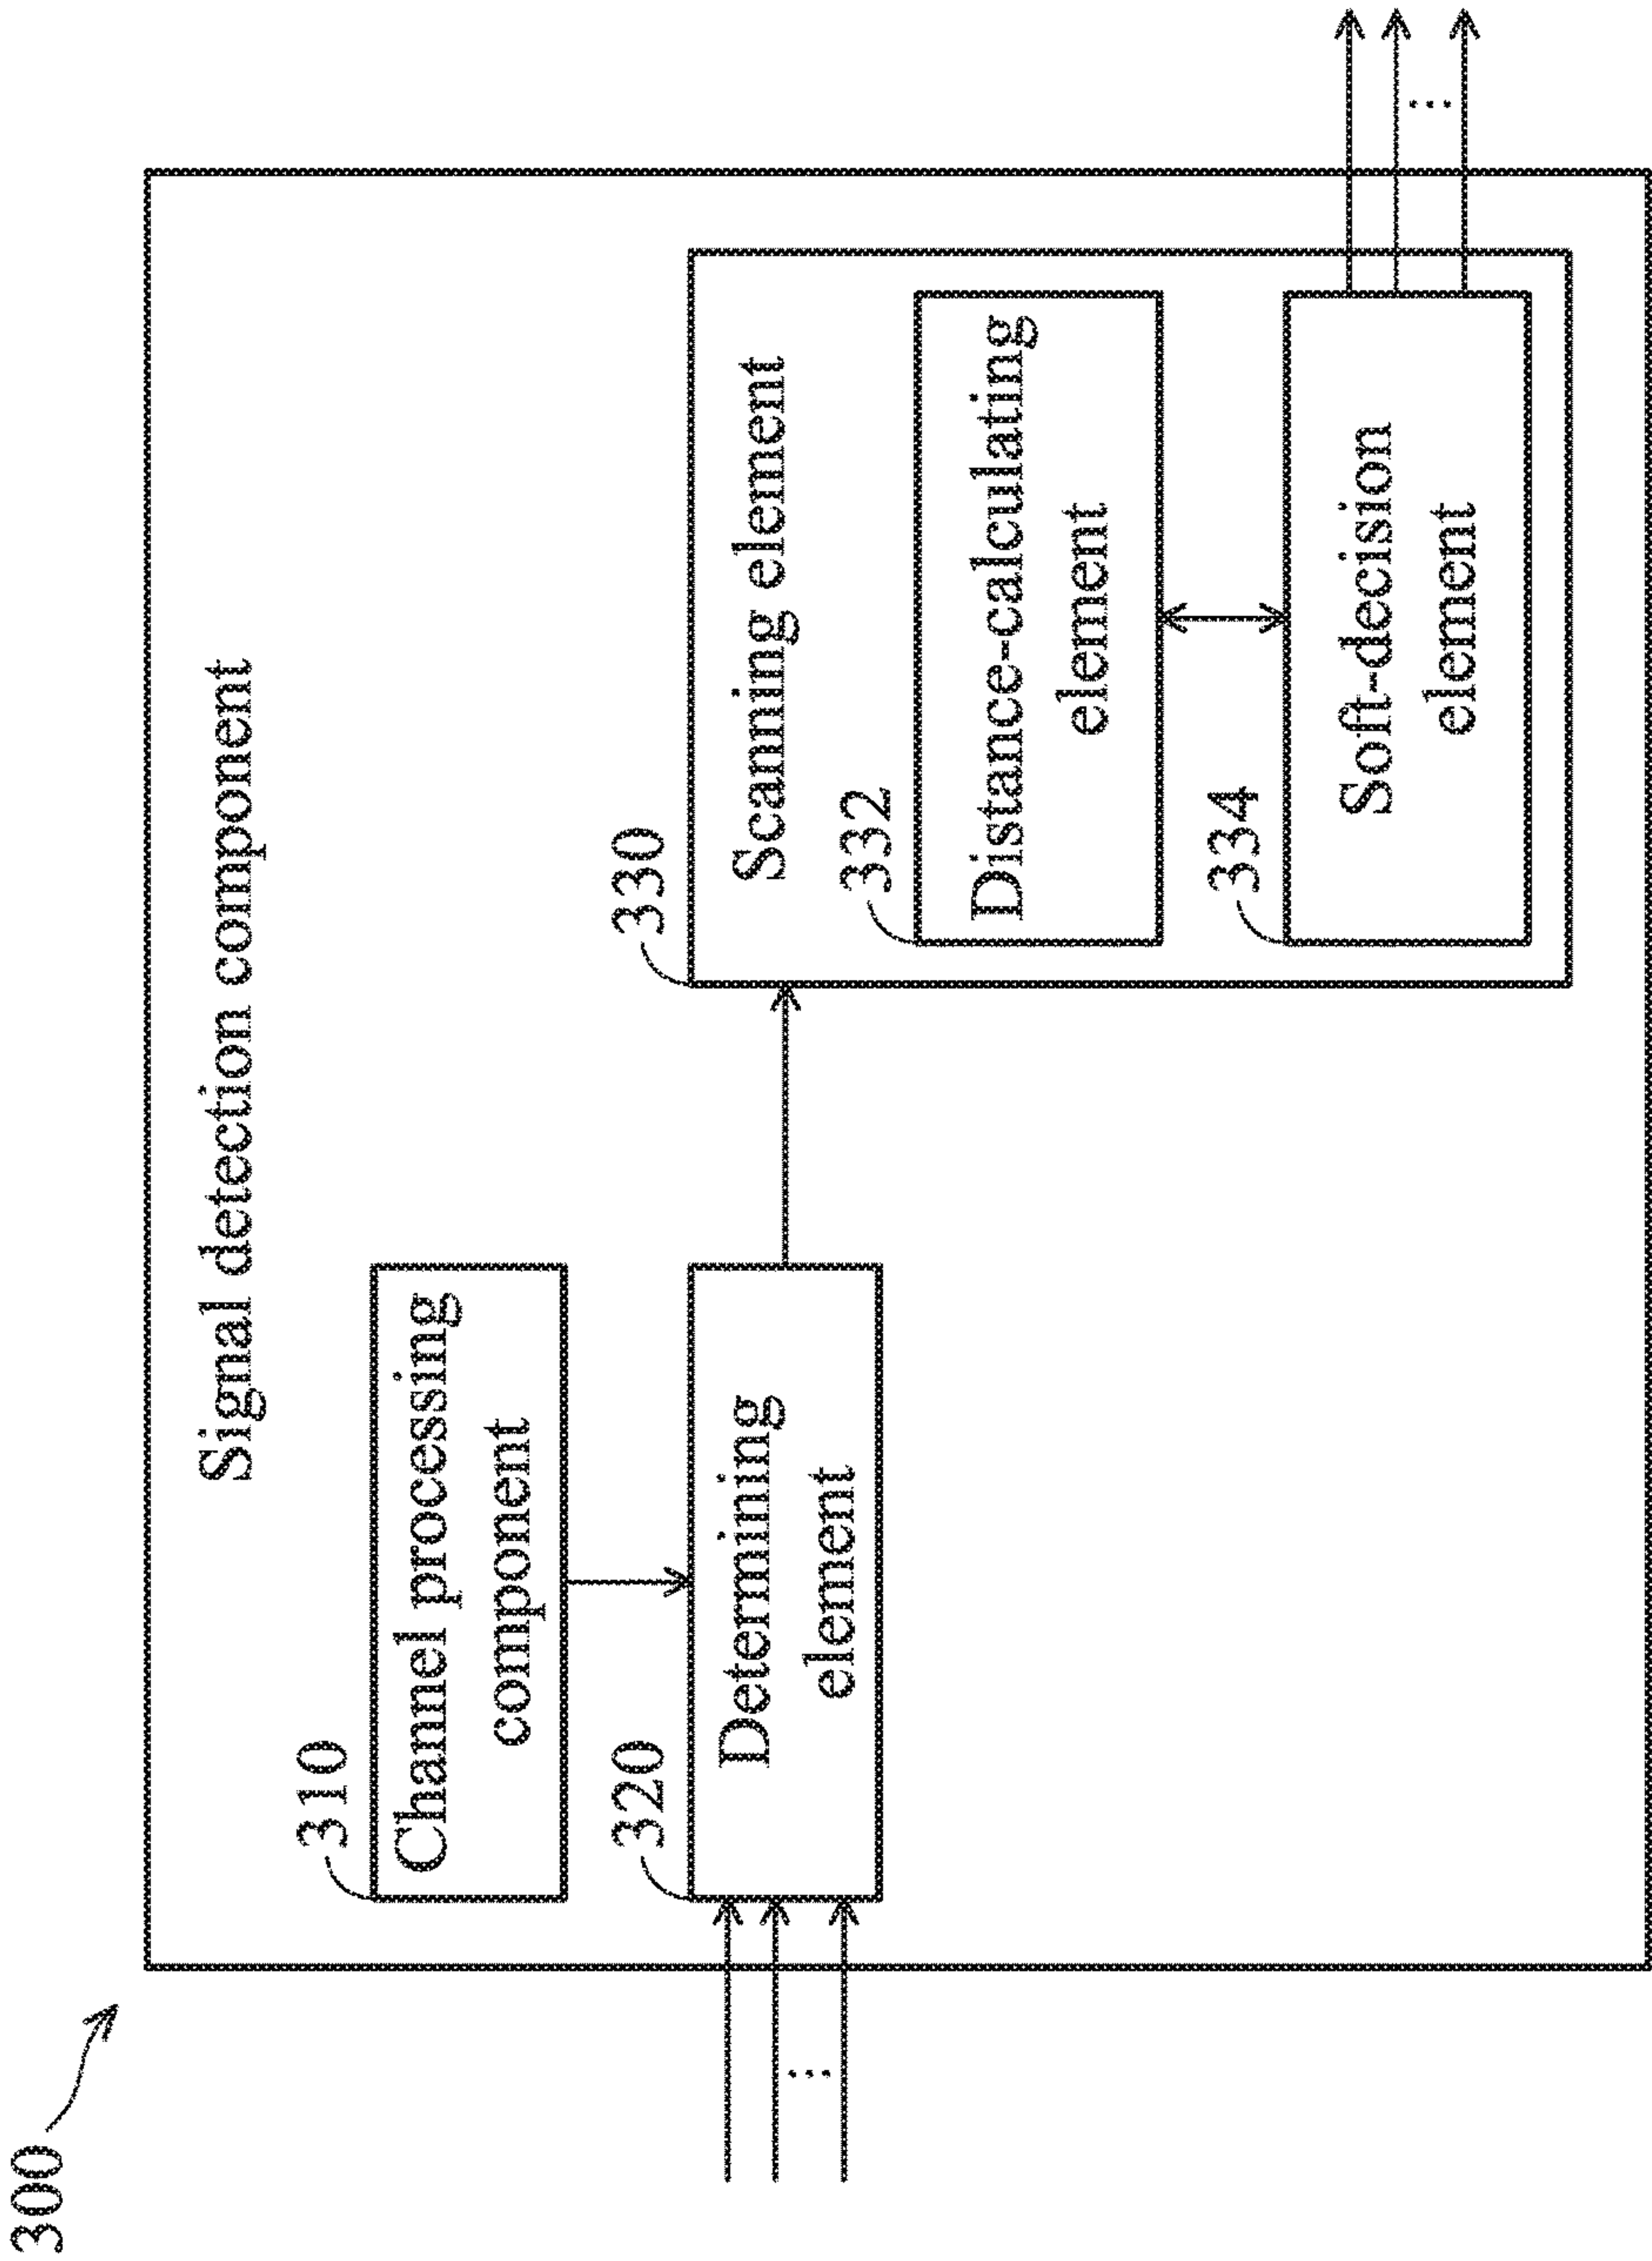 300
Signal detection component
310
Channel processing
component
320
Determining
element
330
Scanning element
332
Distance-calculating
element
334
Soft-decision
element